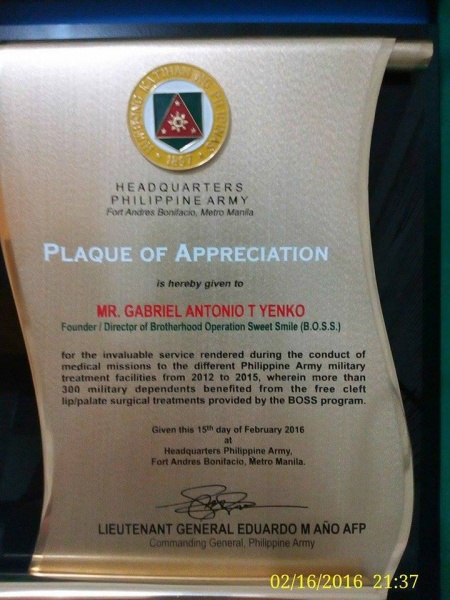 HUKBONG KATIHAN NG PILIPINAS
1897
HEADQUARTERS
PHILIPPINE ARMY
Fort Andres Bonifacio, Metro Manila
PLAQUE OF APPRECIATION
is hereby given to
MR. GABRIEL ANTONIO T YENKO
Founder / Director of Brotherhood Operation Sweet Smile (B.O.S.S.)
for the invaluable service rendered during the conduct of
medical missions to the different Philippine Army military
treatment facilities from 2012 to 2015, wherein more than
300 military dependents benefited from the free cleft
lip/palate surgical treatments provided by the BOSS program.
Given this 15th day of February 2016
at
Headquarters Philippine Army,
Fort Andres Bonifacio, Metro Manila.
LIEUTENANT GENERAL EDUARDO M AÑO AFP
Commanding General, Philippine Army
02/16/2016 21:37